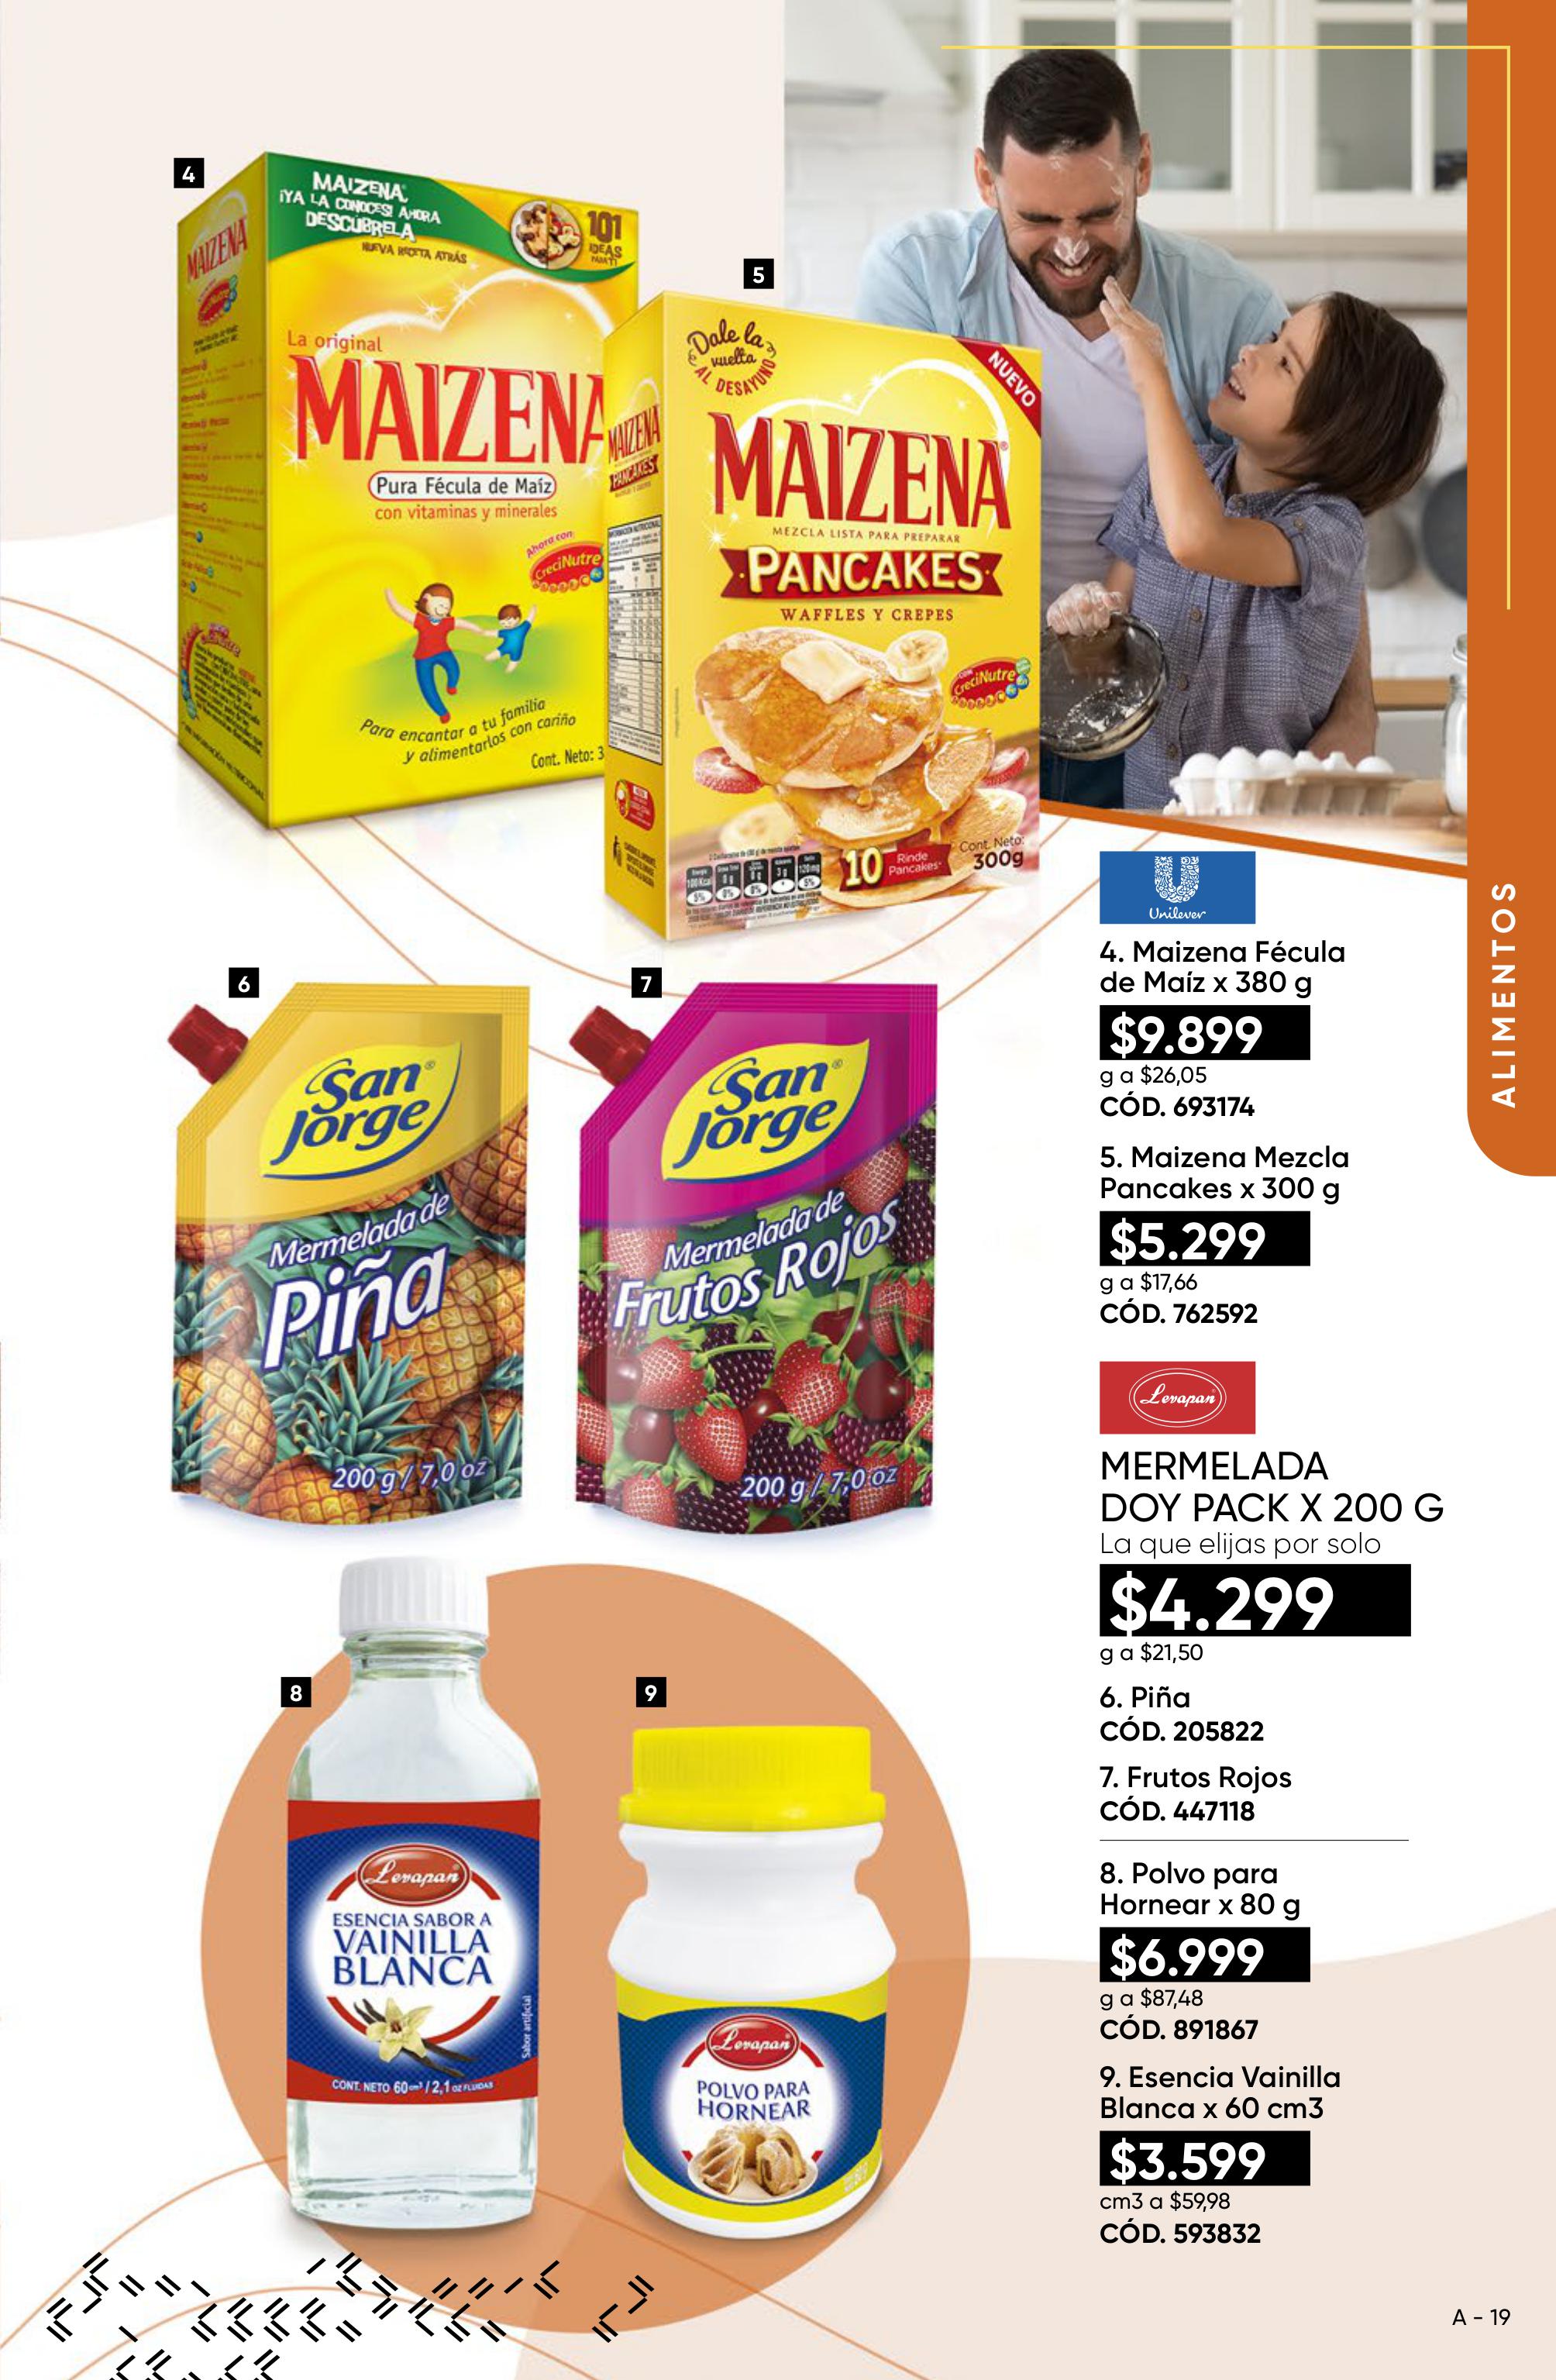 4
MAIZENA
¡YA LA CONOCES! AHORA
DESCÚBRELA
NUEVA RECETA ATRÁS
101
IDEAS
PARA TI
MAIZENA
La original
MAIZENA
Pura Fécula de Maíz
con vitaminas y minerales
Ahora con:
CreciNutre
Para encantar a tu familia
y alimentarlos con cariño
Cont. Neto: 3
5
Dale la
vuelta
AL DESAYUNO
NUEVO
MAIZENA
PANCAKES
INFORMACIÓN NUTRICIONAL
MAIZENA®
MEZCLA LISTA PARA PREPARAR
PANCAKES
WAFFLES Y CREPES
CreciNutre
10
Rinde
Pancakes
Cont. Neto:
300g
Unilever
4. Maizena Fécula
de Maíz x 380 g
$9.899
g a $26,05
CÓD. 693174
5. Maizena Mezcla
Pancakes x 300 g
$5.299
g a $17,66
CÓD. 762592
ALIMENTOS
6
San
Jorge®
Mermelada de
Piña
200 g / 7,0 oz
7
San
Jorge®
Mermelada de
Frutos Rojos
200 g / 7,0 oz
Levapan
MERMELADA
DOY PACK X 200 G
La que elijas por solo
$4.299
g a $21,50
6. Piña
CÓD. 205822
7. Frutos Rojos
CÓD. 447118
8
Levapan
ESENCIA SABOR A
VAINILLA
BLANCA
Sabor artificial
CONT. NETO 60 cm³ / 2,1 OZ FLUIDAS
9
Levapan
POLVO PARA
HORNEAR
8. Polvo para
Hornear x 80 g
$6.999
g a $87,48
CÓD. 891867
9. Esencia Vainilla
Blanca x 60 cm3
$3.599
cm3 a $59,98
CÓD. 593832
A - 19